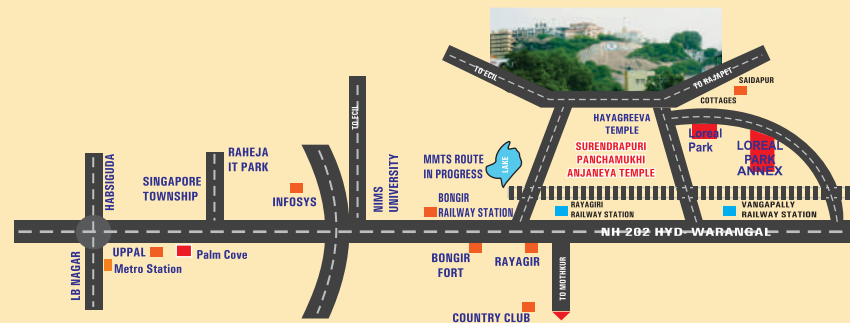 TO ECIL
TO RAJAPET
SAIDAPUR
COTTAGES
HAYAGREEVA
TEMPLE
Loreal
Park
LOREAL
PARK
ANNEX
SURENDRAPURI
PANCHAMUKHI
ANJANEYA TEMPLE
TO ECIL
HABSIGUDA
RAHEJA
IT PARK
SINGAPORE
TOWNSHIP
INFOSYS
NIMS
UNIVERSITY
MMTS ROUTE
IN PROGRESS
LAKE
BONGIR
RAILWAY STATION
RAYAGIRI
RAILWAY STATION
VANGAPALLY
RAILWAY STATION
NH 202 HYD- WARANGAL
LB NAGAR
UPPAL
Metro Station
Palm Cove
BONGIR
FORT
RAYAGIR
TO MOTHKUR
COUNTRY CLUB